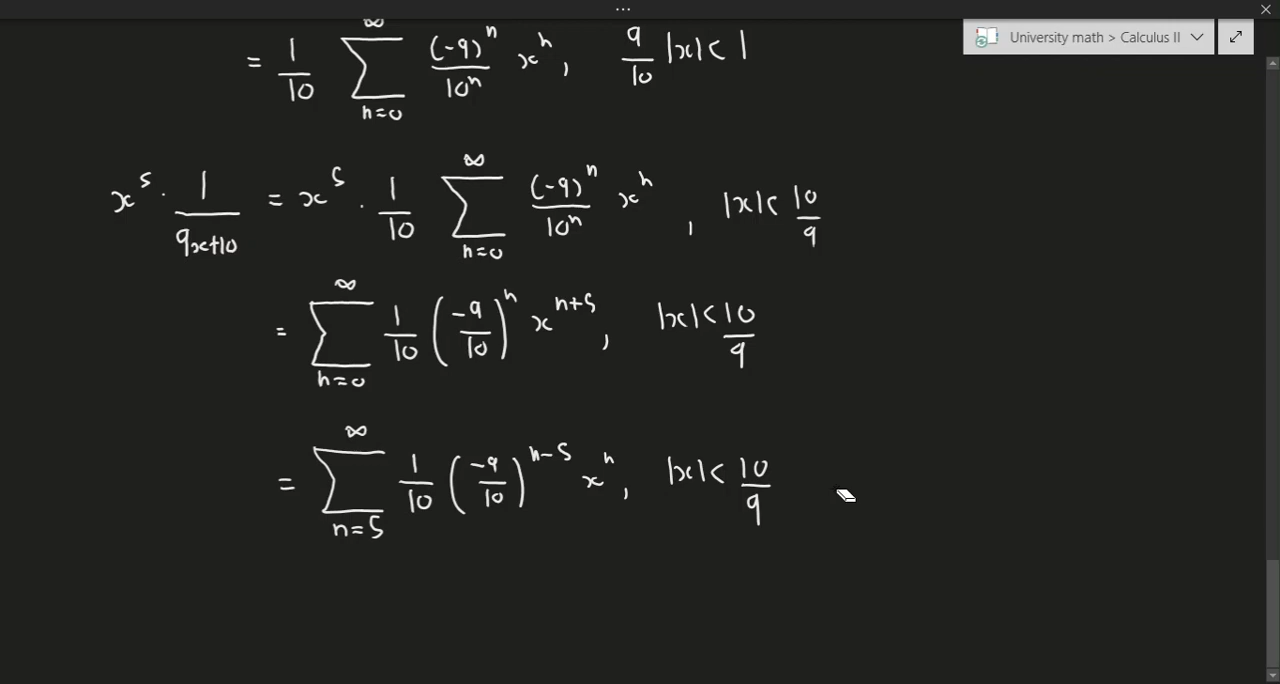 ...
University math > Calculus II
= 1/10 ∑_{n=0}^{∞} (-9)^n/10^n x^n, 9/10 |x| < 1
x^5 · 1/(9x+10) = x^5 · 1/10 ∑_{n=0}^{∞} (-9)^n/10^n x^n, |x| < 10/9
= ∑_{n=0}^{∞} 1/10 (-9/10)^n x^{n+5}, |x| < 10/9
= ∑_{n=5}^{∞} 1/10 (-9/10)^{n-5} x^n, |x| < 10/9